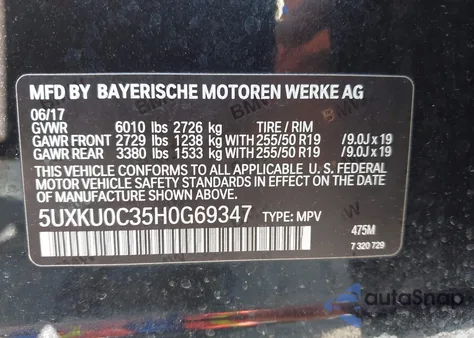 MFD BY BAYERISCHE MOTOREN WERKE AG
06/17
GVWR 6010 lbs 2726 kg TIRE / RIM
GAWR FRONT 2729 lbs 1238 kg WITH 255/50 R19 /9.0J x 19
GAWR REAR 3380 lbs 1533 kg WITH 255/50 R19 /9.0J x 19
THIS VEHICLE CONFORMS TO ALL APPLICABLE U. S. FEDERAL
MOTOR VEHICLE SAFETY STANDARDS IN EFFECT ON THE DATE OF
MANUFACTURE SHOWN ABOVE.
5UXKU0C35H0G69347 TYPE: MPV
475M
7 320 729
autoSnap